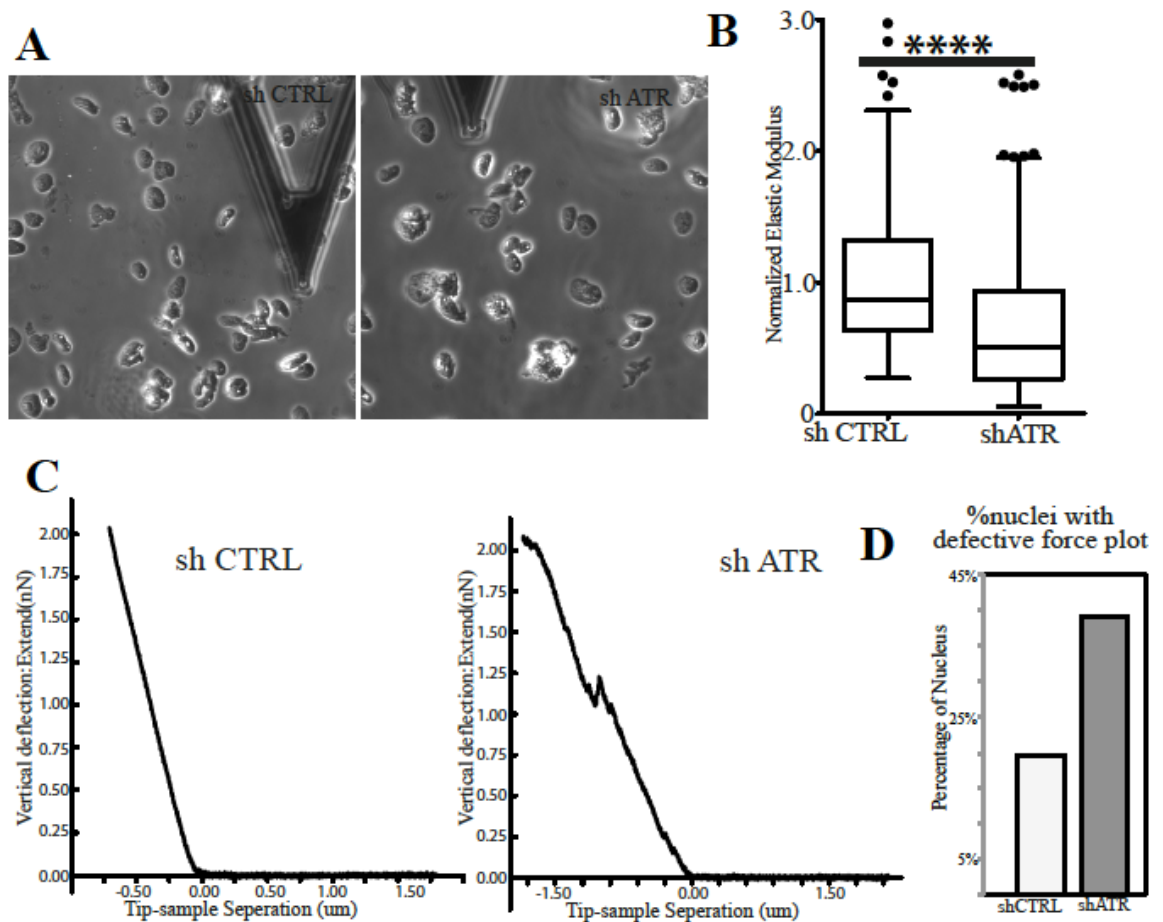 A
sh CTRL
sh ATR
B
Normalized Elastic Modulus
3.0
2.0
1.0
0
****
sh CTRL
shATR
C
Vertical deflection:Extend(nN)
2.00
1.75
1.50
1.25
1.00
0.75
0.50
0.25
0.00
sh CTRL
-0.50
0.00
0.50
1.00
1.50
Tip-sample Seperation (um)
Vertical deflection:Extend(nN)
2.00
1.75
1.50
1.25
1.00
0.75
0.50
0.25
0.00
sh ATR
-1.50
0.00
1.50
Tip-sample Seperation (um)
D
%nuclei with
defective force plot
Percentage of Nucleus
45%
25%
5%
shCTRL
shATR